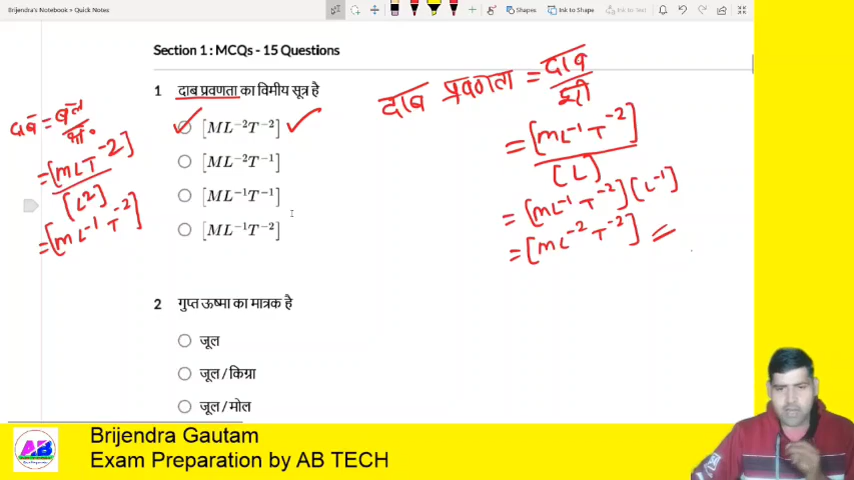 Brijendra's Notebook > Quick Notes
Shapes
Ink to Shape
Ink to Text
Section 1 : MCQs - 15 Questions
1 दाब प्रवणता का विमीय सूत्र है
[ML⁻²T⁻²]
[ML⁻²T⁻¹]
[ML⁻¹T⁻¹]
[ML⁻¹T⁻²]
दाब = बल
= [MLT⁻²]
[L²]
= [ML⁻¹T⁻²]
दाब प्रवणता = दाब
= [ML⁻¹T⁻²]
[L]
= [ML⁻¹T⁻²][L⁻¹]
= [ML⁻²T⁻²]
2 गुप्त ऊष्मा का मात्रक है
जूल
जूल / किग्रा
जूल / मोल
AB
Brijendra Gautam
Exam Preparation by AB TECH